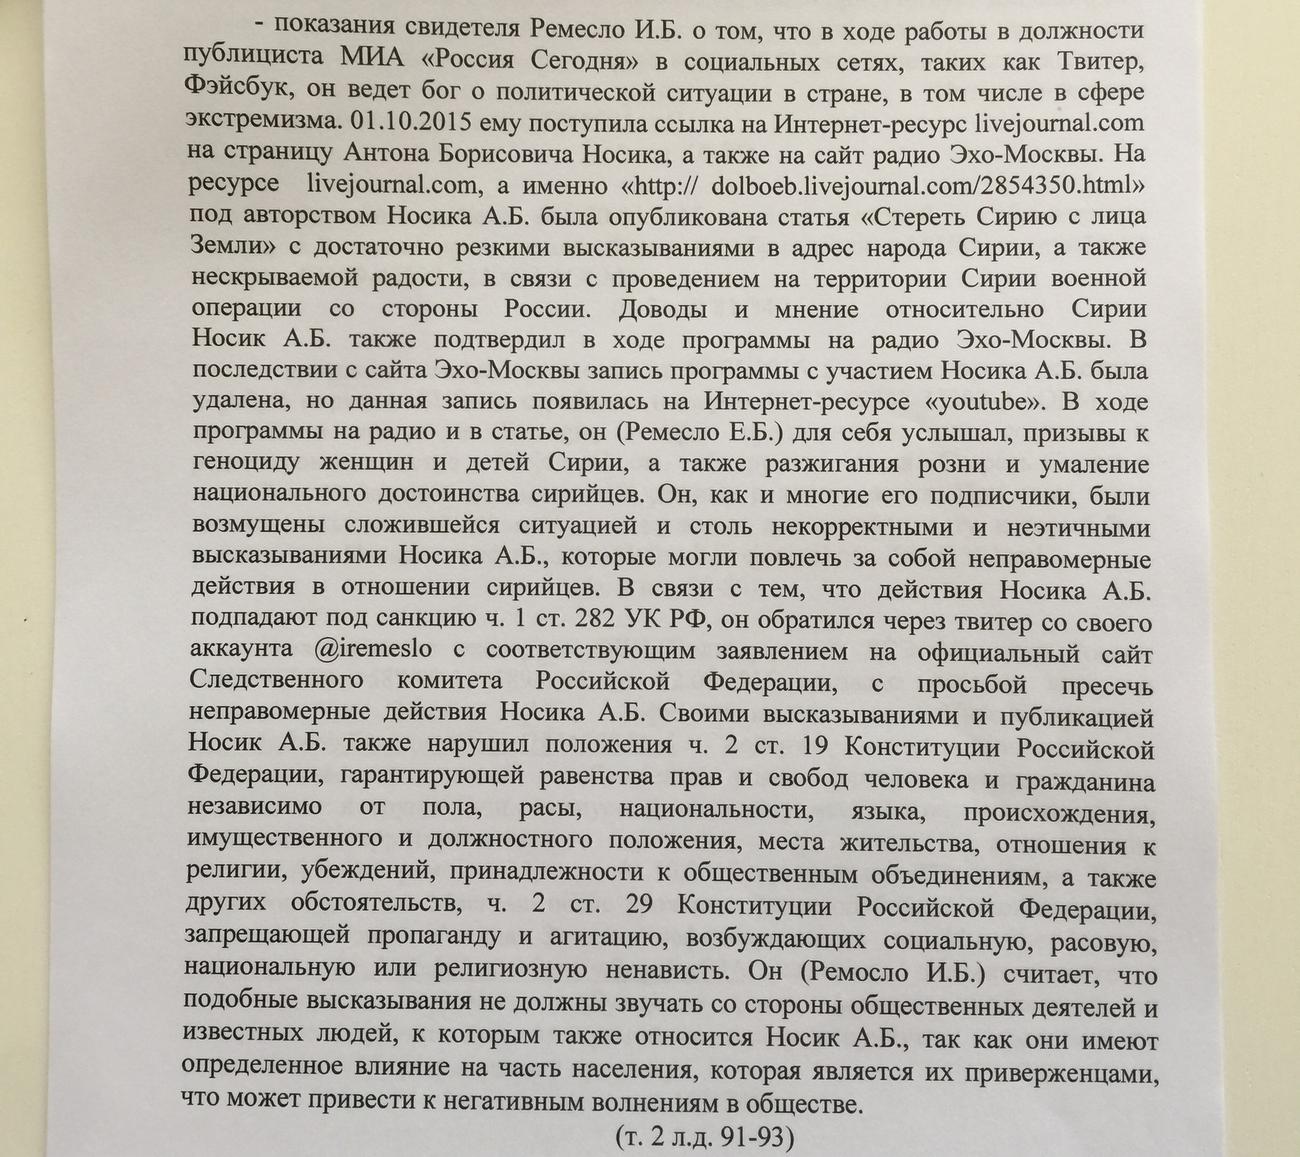 - показания свидетеля Ремесло И.Б. о том, что в ходе работы в должности
публициста МИА «Россия Сегодня» в социальных сетях, таких как Твитер,
Фэйсбук, он ведет бог о политической ситуации в стране, в том числе в сфере
экстремизма. 01.10.2015 ему поступила ссылка на Интернет-ресурс livejournal.com
на страницу Антона Борисовича Носика, а также на сайт радио Эхо-Москвы. На
ресурсе livejournal.com, а именно «http:// dolboeb.livejournal.com/2854350.html»
под авторством Носика А.Б. была опубликована статья «Стереть Сирию с лица
Земли» с достаточно резкими высказываниями в адрес народа Сирии, а также
нескрываемой радости, в связи с проведением на территории Сирии военной
операции со стороны России. Доводы и мнение относительно Сирии
Носик А.Б. также подтвердил в ходе программы на радио Эхо-Москвы. В
последствии с сайта Эхо-Москвы запись программы с участием Носика А.Б. была
удалена, но данная запись появилась на Интернет-ресурсе «youtube». В ходе
программы на радио и в статье, он (Ремесло Е.Б.) для себя услышал, призывы к
геноциду женщин и детей Сирии, а также разжигания розни и умаление
национального достоинства сирийцев. Он, как и многие его подписчики, были
возмущены сложившейся ситуацией и столь некорректными и неэтичными
высказываниями Носика А.Б., которые могли повлечь за собой неправомерные
действия в отношении сирийцев. В связи с тем, что действия Носика А.Б.
подпадают под санкцию ч. 1 ст. 282 УК РФ, он обратился через твитер со своего
аккаунта @iremeslo с соответствующим заявлением на официальный сайт
Следственного комитета Российской Федерации, с просьбой пресечь
неправомерные действия Носика А.Б. Своими высказываниями и публикацией
Носик А.Б. также нарушил положения ч. 2 ст. 19 Конституции Российской
Федерации, гарантирующей равенства прав и свобод человека и гражданина
независимо от пола, расы, национальности, языка, происхождения,
имущественного и должностного положения, места жительства, отношения к
религии, убеждений, принадлежности к общественным объединениям, а также
других обстоятельств, ч. 2 ст. 29 Конституции Российской Федерации,
запрещающей пропаганду и агитацию, возбуждающих социальную, расовую,
национальную или религиозную ненависть. Он (Ремосло И.Б.) считает, что
подобные высказывания не должны звучать со стороны общественных деятелей и
известных людей, к которым также относится Носик А.Б., так как они имеют
определенное влияние на часть населения, которая является их приверженцами,
что может привести к негативным волнениям в обществе.
(т. 2 л.д. 91-93)